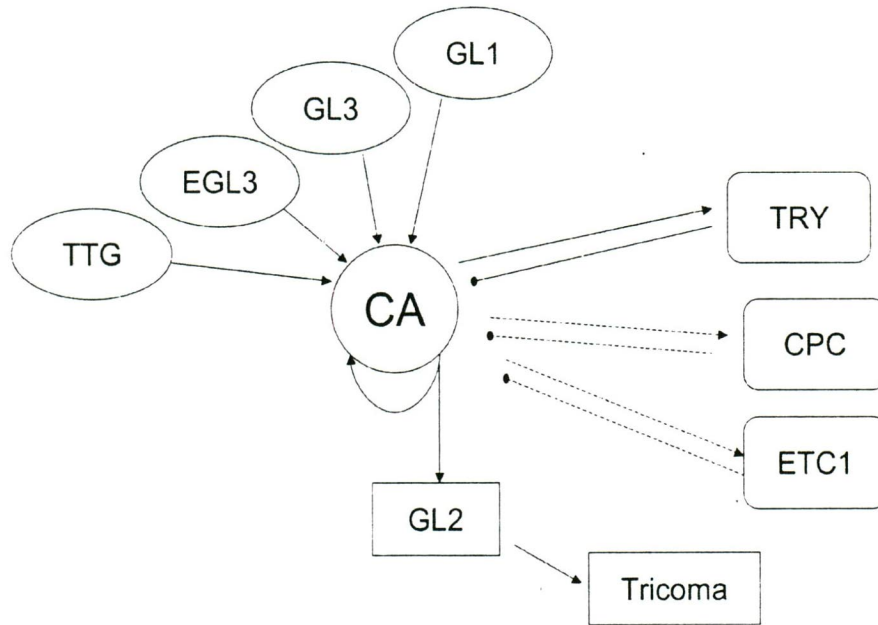 GL1
GL3
EGL3
TTG
CA
TRY
CPC
ETC1
GL2
Tricoma